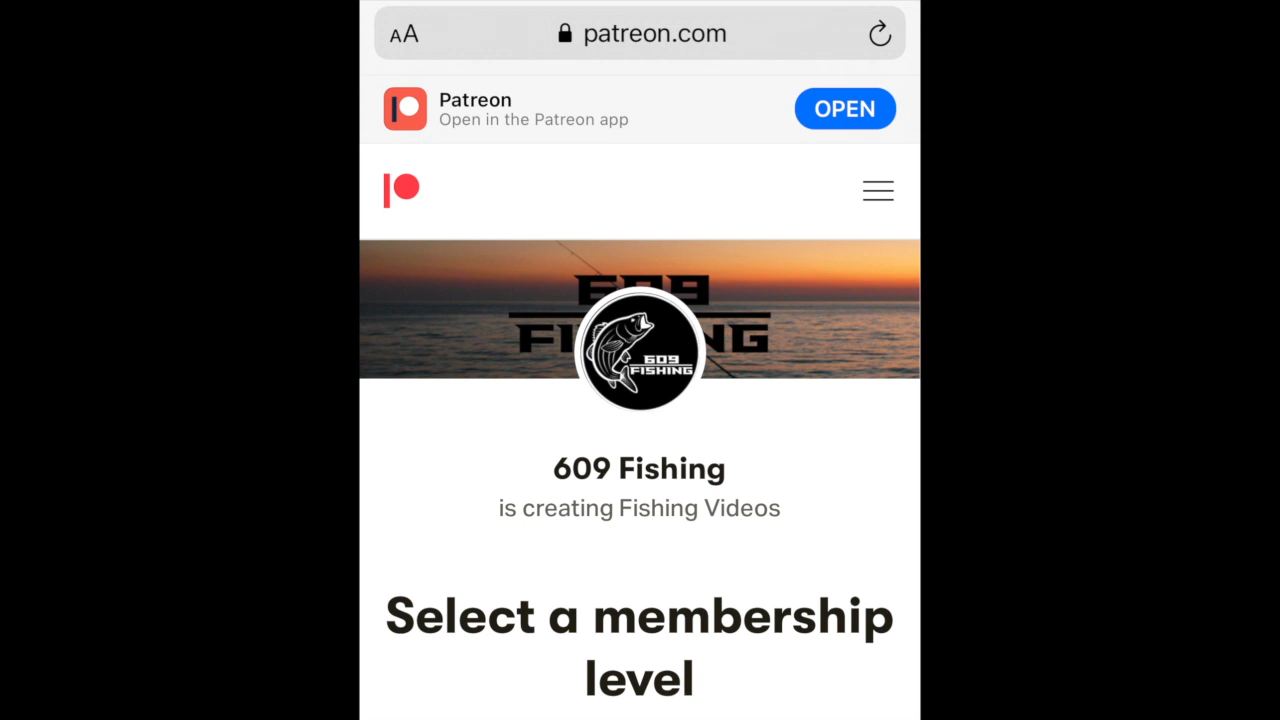 AA
patreon.com
Patreon
Open in the Patreon app
OPEN
609
FISHING
609
FISHING
609 Fishing
is creating Fishing Videos
Select a membership
level